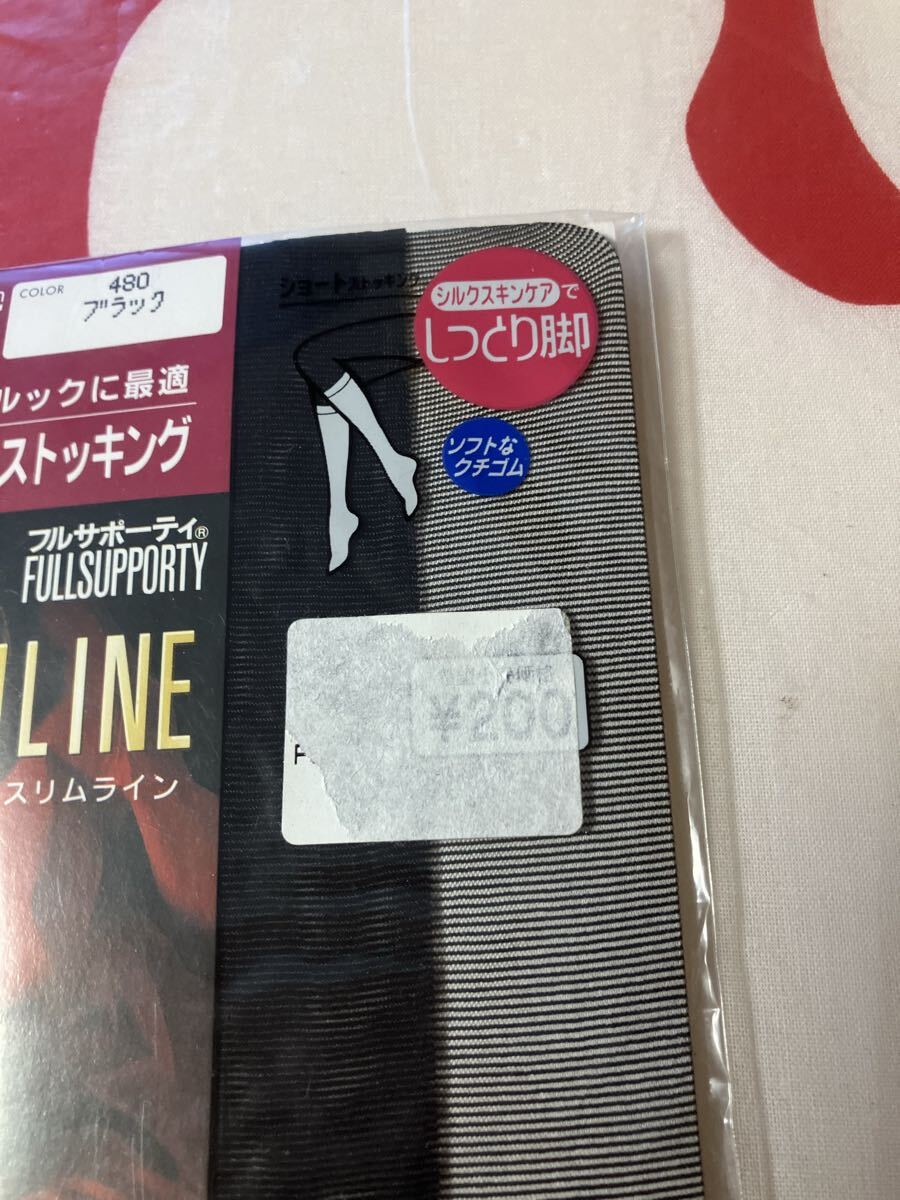 COLOR 480
ブラック
ルックに最適
ストッキング
フルサポーティ®
FULLSUPPORTY
LINE
スリムライン
ショートストッキング
シルクスキンケアで
しっとり脚
ソフトな
クチゴム
価格
¥200